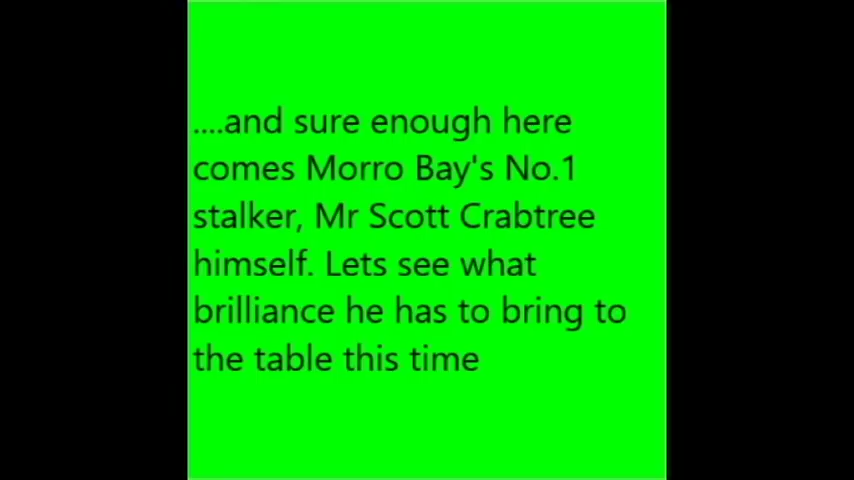 ....and sure enough here
comes Morro Bay's No.1
stalker, Mr Scott Crabtree
himself. Lets see what
brilliance he has to bring to
the table this time